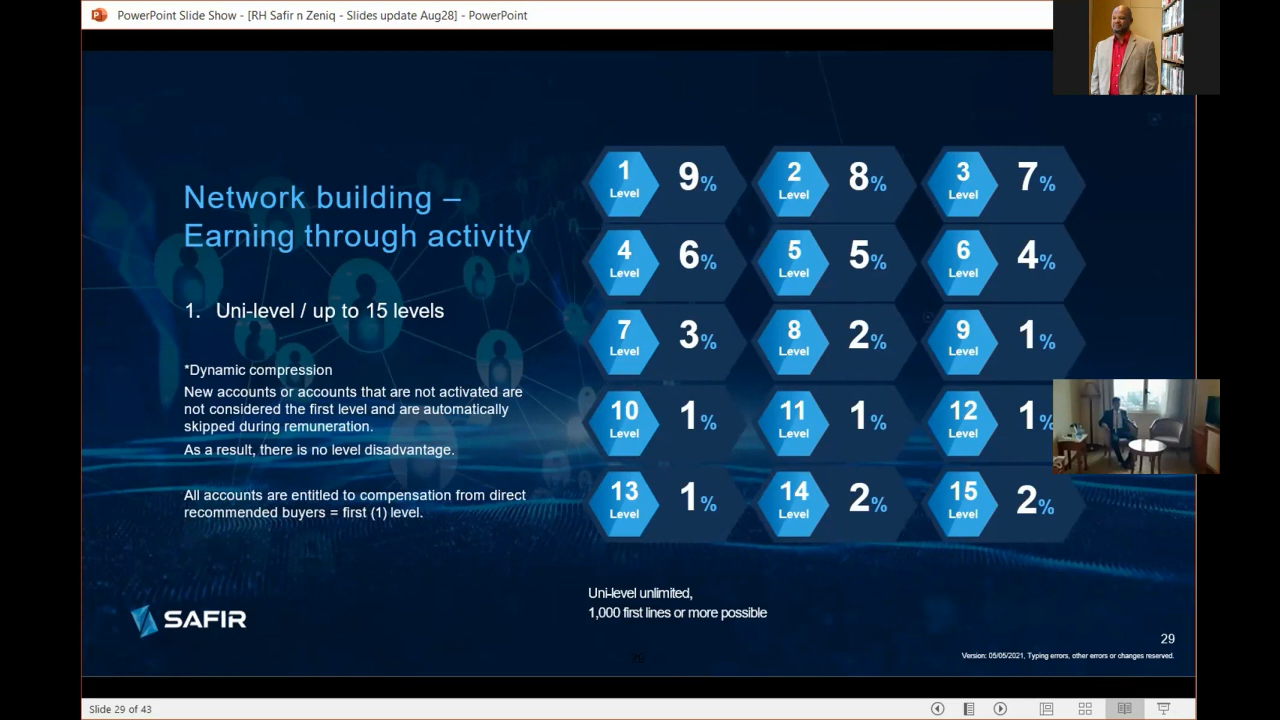 PowerPoint Slide Show - [RH Safir n Zeniq - Slides update Aug28] - PowerPoint
Network building –
Earning through activity
1. Uni-level / up to 15 levels
*Dynamic compression
New accounts or accounts that are not activated are
not considered the first level and are automatically
skipped during remuneration.
As a result, there is no level disadvantage.
All accounts are entitled to compensation from direct
recommended buyers = first (1) level.
1 Level 9%
2 Level 8%
3 Level 7%
4 Level 6%
5 Level 5%
6 Level 4%
7 Level 3%
8 Level 2%
9 Level 1%
10 Level 1%
11 Level 1%
12 Level 1%
13 Level 1%
14 Level 2%
15 Level 2%
Uni-level unlimited,
1,000 first lines or more possible
SAFIR
29
Version: 05/05/2021, Typing errors, other errors or changes reserved.
Slide 29 of 43